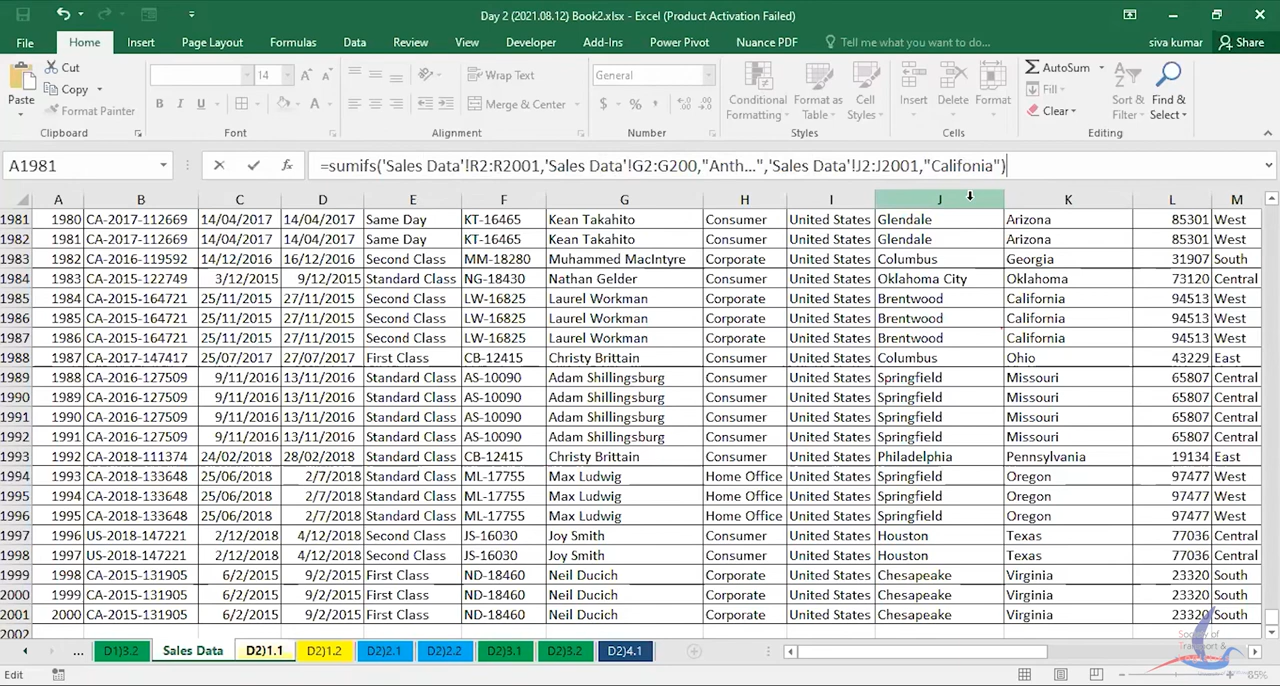 Day 2 (2021.08.12) Book2.xlsx - Excel (Product Activation Failed)
File Home Insert Page Layout Formulas Data Review View Developer Add-Ins Power Pivot Nuance PDF Tell me what you want to do... siva kumar Share
Paste Cut Copy Format Painter 14 A A Wrap Text General Conditional Formatting Format as Table Cell Styles Insert Delete Format AutoSum Fill Clear Sort & Filter Find & Select
B I U A Merge & Center $ % ,
Clipboard Font Alignment Number Styles Cells Editing
A1981 fx =sumifs('Sales Data'!R2:R2001,'Sales Data'!G2:G200,"Anth...",'Sales Data'!J2:J2001,"Califonia")
A B C D E F G H I J K L M
1981 1980 CA-2017-112669 14/04/2017 14/04/2017 Same Day KT-16465 Kean Takahito Consumer United States Glendale Arizona 85301 West
1982 1981 CA-2017-112669 14/04/2017 14/04/2017 Same Day KT-16465 Kean Takahito Consumer United States Glendale Arizona 85301 West
1983 1982 CA-2016-119592 14/12/2016 16/12/2016 Second Class MM-18280 Muhammed MacIntyre Corporate United States Columbus Georgia 31907 South
1984 1983 CA-2015-122749 3/12/2015 9/12/2015 Standard Class NG-18430 Nathan Gelder Consumer United States Oklahoma City Oklahoma 73120 Central
1985 1984 CA-2015-164721 25/11/2015 27/11/2015 Second Class LW-16825 Laurel Workman Corporate United States Brentwood California 94513 West
1986 1985 CA-2015-164721 25/11/2015 27/11/2015 Second Class LW-16825 Laurel Workman Corporate United States Brentwood California 94513 West
1987 1986 CA-2015-164721 25/11/2015 27/11/2015 Second Class LW-16825 Laurel Workman Corporate United States Brentwood California 94513 West
1988 1987 CA-2017-147417 25/07/2017 27/07/2017 First Class CB-12415 Christy Brittain Consumer United States Columbus Ohio 43229 East
1989 1988 CA-2016-127509 9/11/2016 13/11/2016 Standard Class AS-10090 Adam Shillingsburg Consumer United States Springfield Missouri 65807 Central
1990 1989 CA-2016-127509 9/11/2016 13/11/2016 Standard Class AS-10090 Adam Shillingsburg Consumer United States Springfield Missouri 65807 Central
1991 1990 CA-2016-127509 9/11/2016 13/11/2016 Standard Class AS-10090 Adam Shillingsburg Consumer United States Springfield Missouri 65807 Central
1992 1991 CA-2016-127509 9/11/2016 13/11/2016 Standard Class AS-10090 Adam Shillingsburg Consumer United States Springfield Missouri 65807 Central
1993 1992 CA-2018-111374 24/02/2018 28/02/2018 Standard Class CB-12415 Christy Brittain Consumer United States Philadelphia Pennsylvania 19134 East
1994 1993 CA-2018-133648 25/06/2018 2/7/2018 Standard Class ML-17755 Max Ludwig Home Office United States Springfield Oregon 97477 West
1995 1994 CA-2018-133648 25/06/2018 2/7/2018 Standard Class ML-17755 Max Ludwig Home Office United States Springfield Oregon 97477 West
1996 1995 CA-2018-133648 25/06/2018 2/7/2018 Standard Class ML-17755 Max Ludwig Home Office United States Springfield Oregon 97477 West
1997 1996 US-2018-147221 2/12/2018 4/12/2018 Second Class JS-16030 Joy Smith Consumer United States Houston Texas 77036 Central
1998 1997 US-2018-147221 2/12/2018 4/12/2018 Second Class JS-16030 Joy Smith Consumer United States Houston Texas 77036 Central
1999 1998 CA-2015-131905 6/2/2015 9/2/2015 First Class ND-18460 Neil Ducich Corporate United States Chesapeake Virginia 23320 South
2000 1999 CA-2015-131905 6/2/2015 9/2/2015 First Class ND-18460 Neil Ducich Corporate United States Chesapeake Virginia 23320 South
2001 2000 CA-2015-131905 6/2/2015 9/2/2015 First Class ND-18460 Neil Ducich Corporate United States Chesapeake Virginia 23320 South
2002
... D1)3.2 Sales Data D2)1.1 D2)1.2 D2)2.1 D2)2.2 D2)3.1 D2)3.2 D2)4.1
Society of
Transport &
Edit 85%